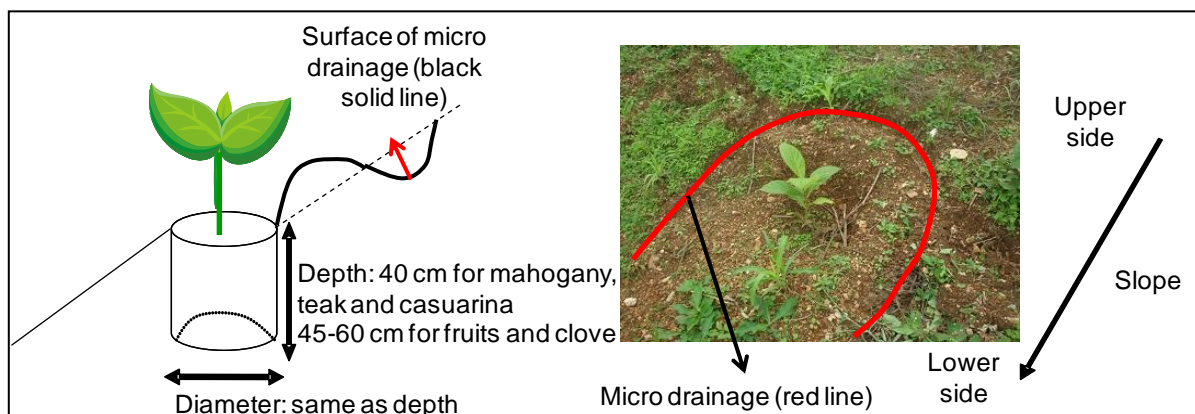 Surface of micro
drainage (black
solid line)
Depth: 40 cm for mahogany,
teak and casuarina
45-60 cm for fruits and clove
Diameter: same as depth
Micro drainage (red line)
Upper
side
Slope
Lower
side